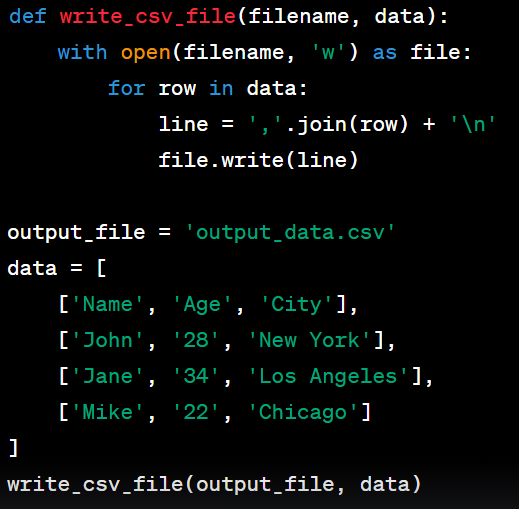 def write_csv_file(filename, data):
    with open(filename, 'w') as file:
        for row in data:
            line = ','.join(row) + '\n'
            file.write(line)

output_file = 'output_data.csv'
data = [
    ['Name', 'Age', 'City'],
    ['John', '28', 'New York'],
    ['Jane', '34', 'Los Angeles'],
    ['Mike', '22', 'Chicago']
]
write_csv_file(output_file, data)